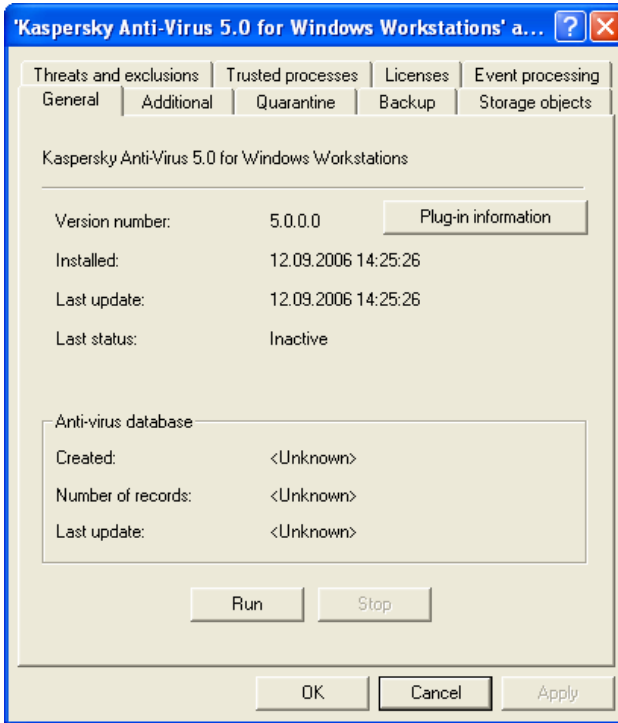 'Kaspersky Anti-Virus 5.0 for Windows Workstations' a...
Threats and exclusions Trusted processes Licenses Event processing
General Additional Quarantine Backup Storage objects
Kaspersky Anti-Virus 5.0 for Windows Workstations
Version number: 5.0.0.0 Plug-in information
Installed: 12.09.2006 14:25:26
Last update: 12.09.2006 14:25:26
Last status: Inactive
Anti-virus database
Created: <Unknown>
Number of records: <Unknown>
Last update: <Unknown>
Run Stop
OK Cancel Apply